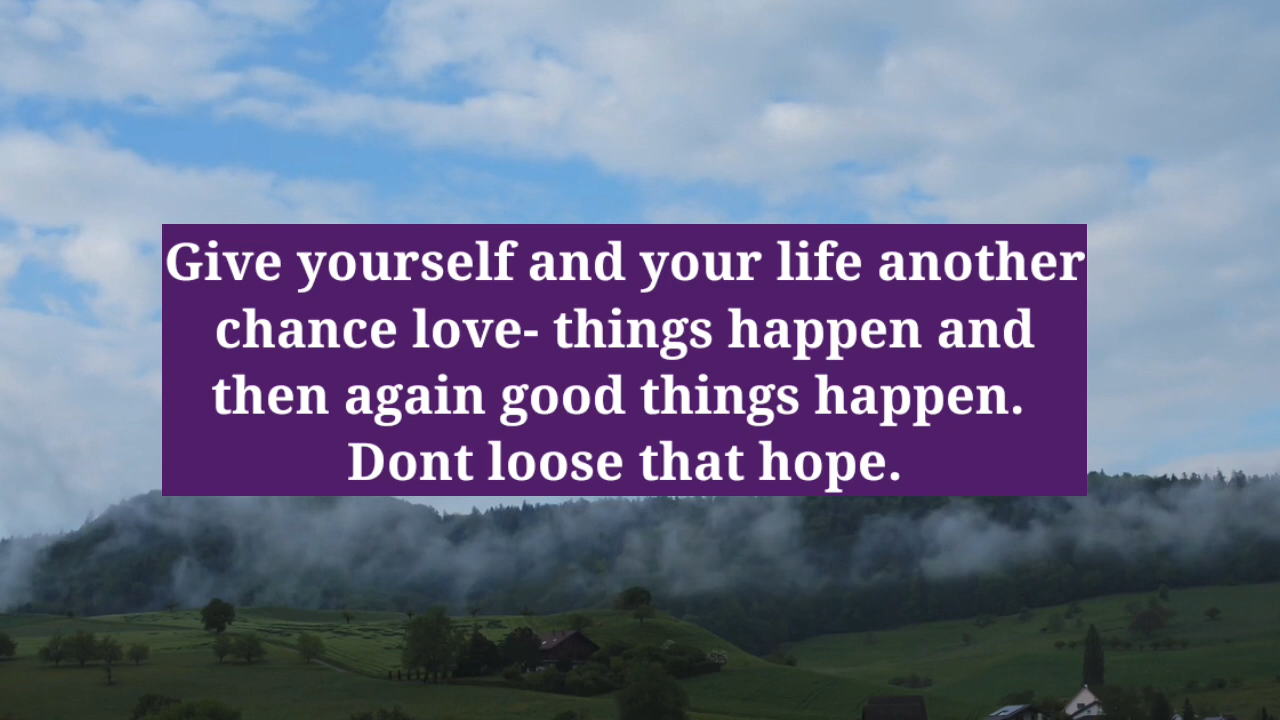 Give yourself and your life another
chance love- things happen and
then again good things happen.
Dont loose that hope.